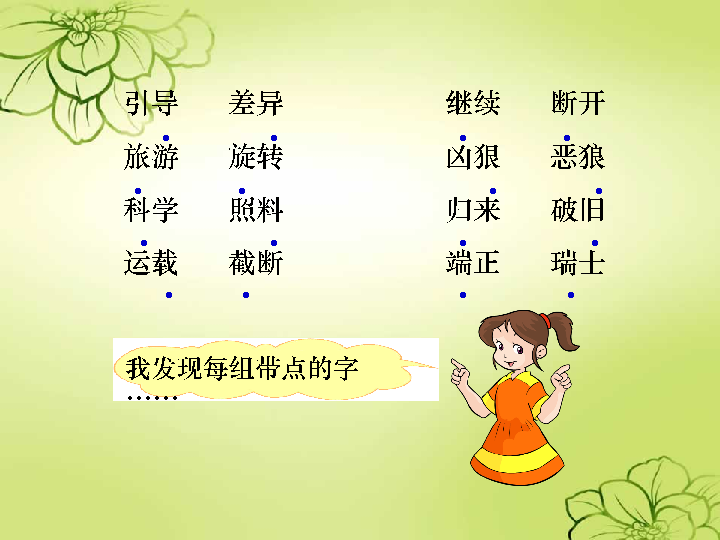 引导 差异 继续 断开
旅游 旋转 凶狠 恶狼
科学 照料 归来 破旧
运载 截断 端正 瑞士
我发现每组带点的字
……